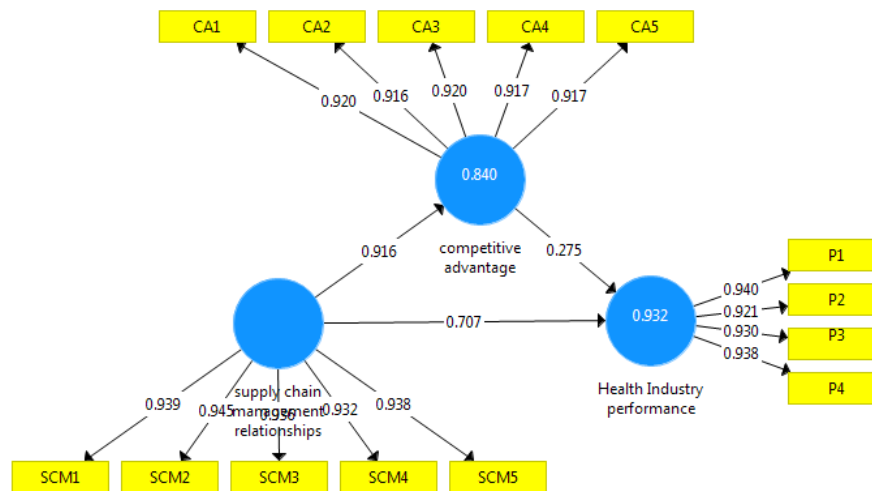 CA1 CA2 CA3 CA4 CA5
0.920 0.916 0.920 0.917 0.917
0.840
competitive
advantage
0.916 0.275
P1
0.940
P2
0.921
0.932
0.707
0.930
P3
0.938
P4
Health Industry
performance
supply chain
management
relationships
0.939 0.945 0.932 0.938
SCM1 SCM2 SCM3 SCM4 SCM5